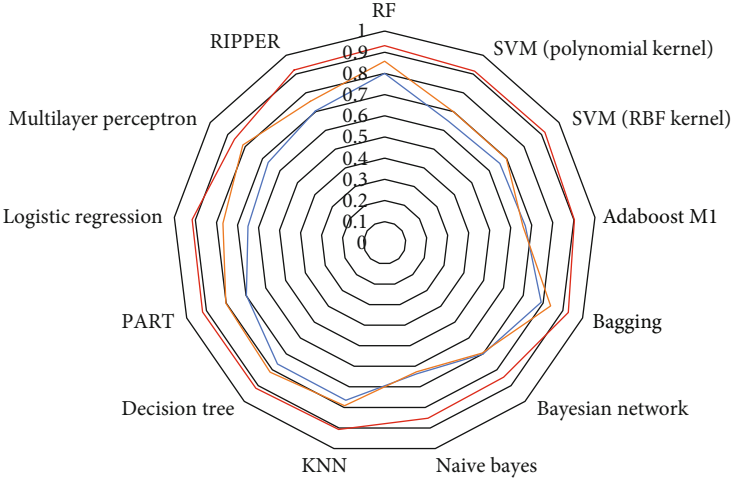 RF
1
0.9
0.8
0.7
0.6
0.5
0.4
0.3
0.2
0.1
0
SVM (polynomial kernel)
SVM (RBF kernel)
Adaboost M1
Bagging
Bayesian network
Naive bayes
KNN
Decision tree
PART
Logistic regression
Multilayer perceptron
RIPPER